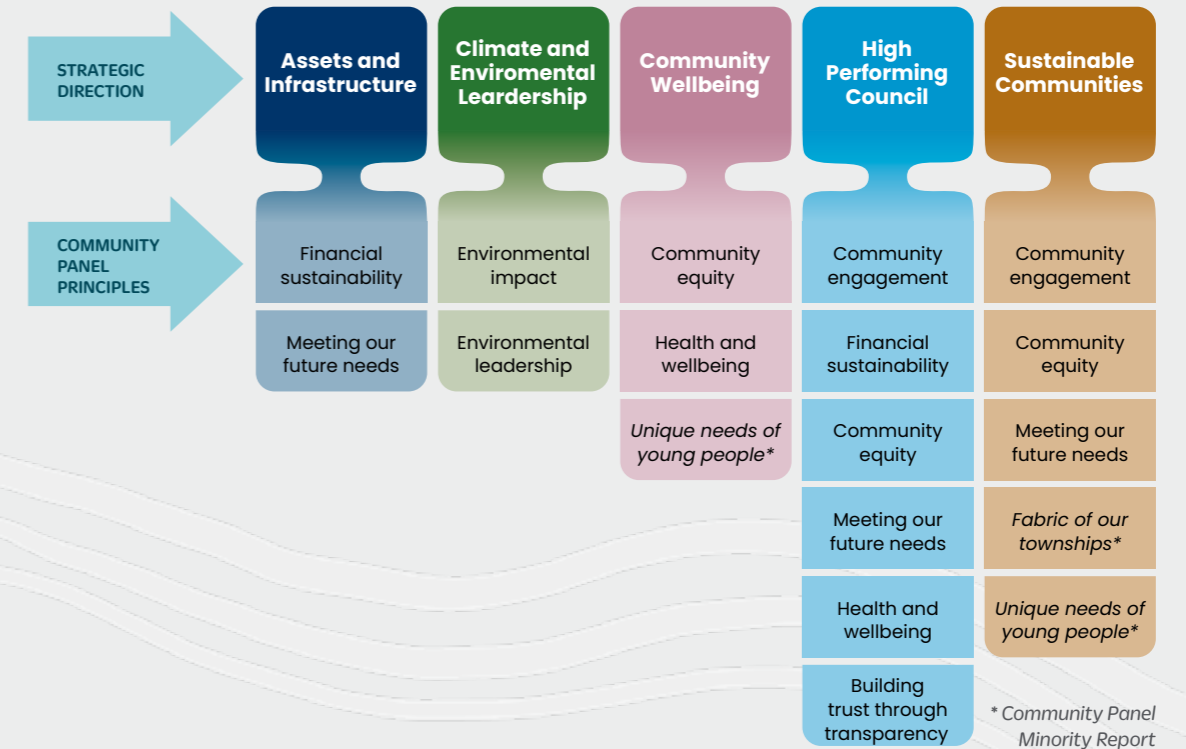 STRATEGIC
DIRECTION
Assets and
Infrastructure
Climate and
Enviromental
Leardership
Community
Wellbeing
High
Performing
Council
Sustainable
Communities
COMMUNITY
PANEL
PRINCIPLES
Financial
sustainability
Meeting our
future needs
Environmental
impact
Environmental
leadership
Community
equity
Health and
wellbeing
Unique needs of
young people*
Community
engagement
Financial
sustainability
Community
equity
Meeting our
future needs
Health and
wellbeing
Building
trust through
transparency
Community
engagement
Community
equity
Meeting our
future needs
Fabric of our
townships*
Unique needs of
young people*
* Community Panel
Minority Report